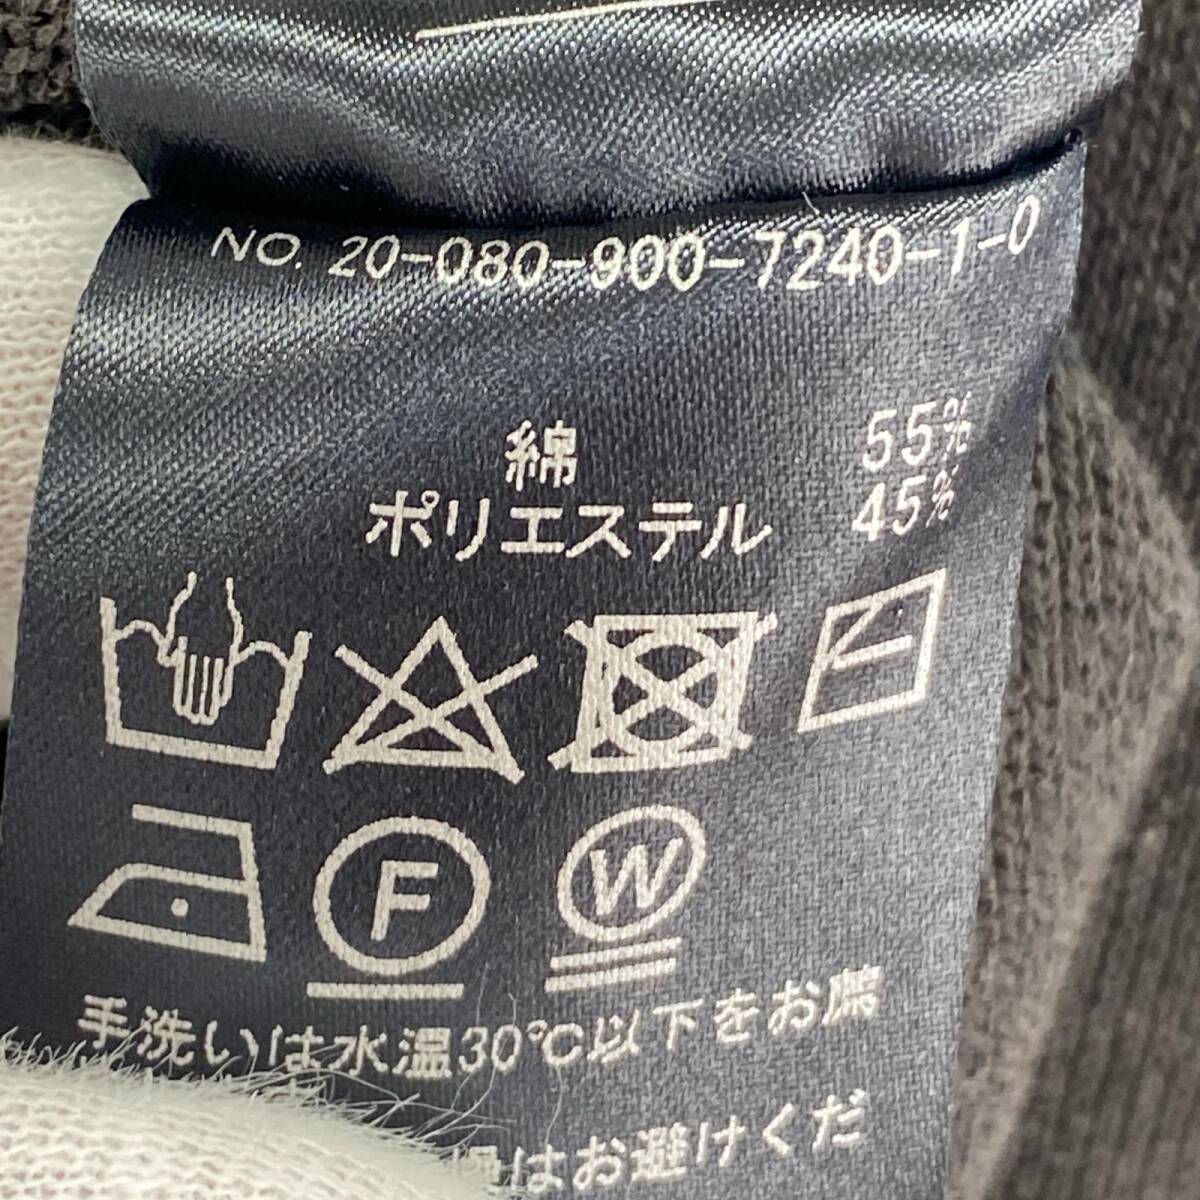 NO. 20-080-900-7240-1-0
綿 55%
ポリエステル 45%
F W
手洗いは水温30℃以下をお薦
はお避けくだ